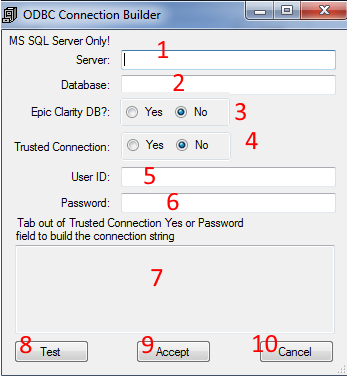 ODBC Connection Builder
MS SQL Server Only!
Server: 1
Database: 2
Epic Clarity DB?: Yes No 3
Trusted Connection: Yes No 4
User ID: 5
Password: 6
Tab out of Trusted Connection Yes or Password
field to build the connection string
7
8 Test 9 Accept 10 Cancel